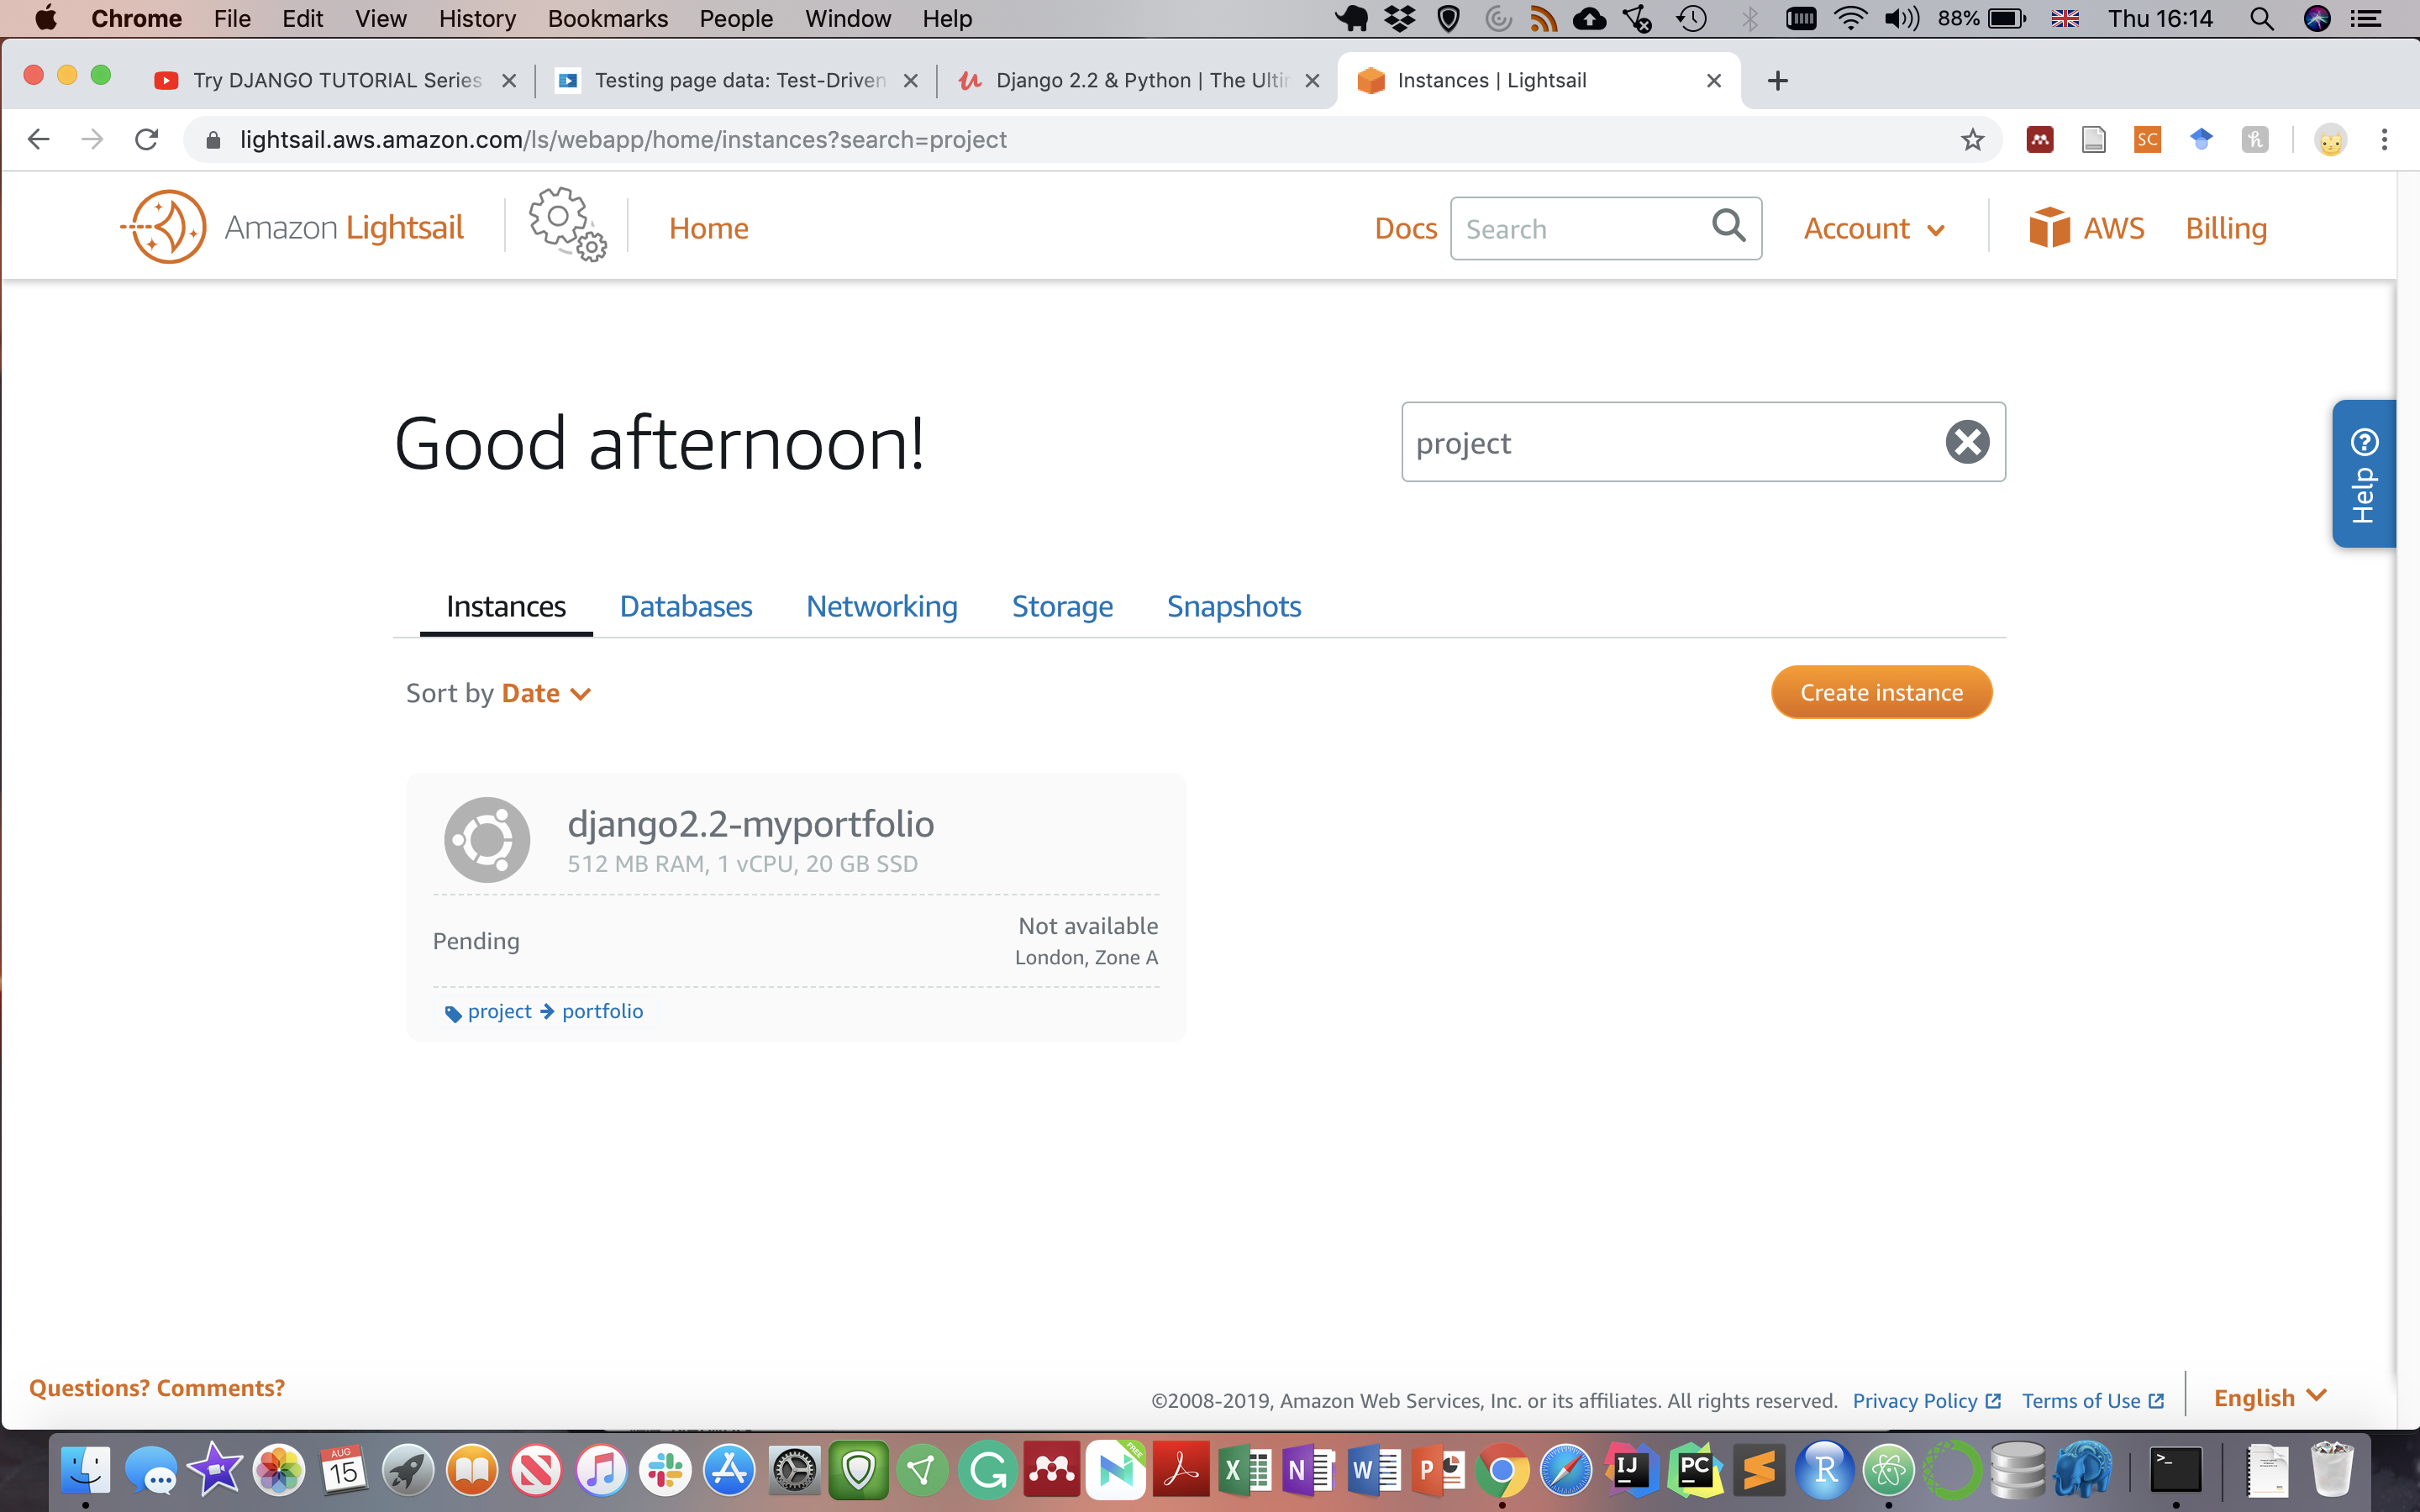 Chrome File Edit View History Bookmarks People Window Help 88% Thu 16:14
Try DJANGO TUTORIAL Series Testing page data: Test-Driven Django 2.2 & Python | The Ulti Instances | Lightsail
lightsail.aws.amazon.com/ls/webapp/home/instances?search=project SC h
Amazon Lightsail Home Docs Search Account AWS Billing
Good afternoon! project
Help
Instances Databases Networking Storage Snapshots
Sort by Date Create instance
django2.2-myportfolio
512 MB RAM, 1 vCPU, 20 GB SSD
Pending Not available
London, Zone A
project portfolio
Questions? Comments?
©2008-2019, Amazon Web Services, Inc. or its affiliates. All rights reserved. Privacy Policy Terms of Use English
AUG
15
FREE
X N W P IJ PC R >_